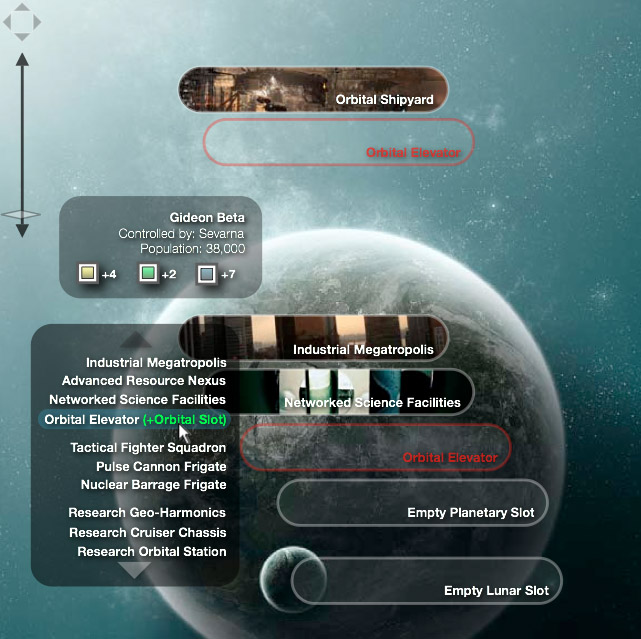 Orbital Shipyard
Orbital Elevator
Gideon Beta
Controlled by: Sevarna
Population: 38,000
+4 +2 +7
Industrial Megatropolis
Networked Science Facilities
Orbital Elevator
Empty Planetary Slot
Empty Lunar Slot
Industrial Megatropolis
Advanced Resource Nexus
Networked Science Facilities
Orbital Elevator (+Orbital Slot)
Tactical Fighter Squadron
Pulse Cannon Frigate
Nuclear Barrage Frigate
Research Geo-Harmonics
Research Cruiser Chassis
Research Orbital Station